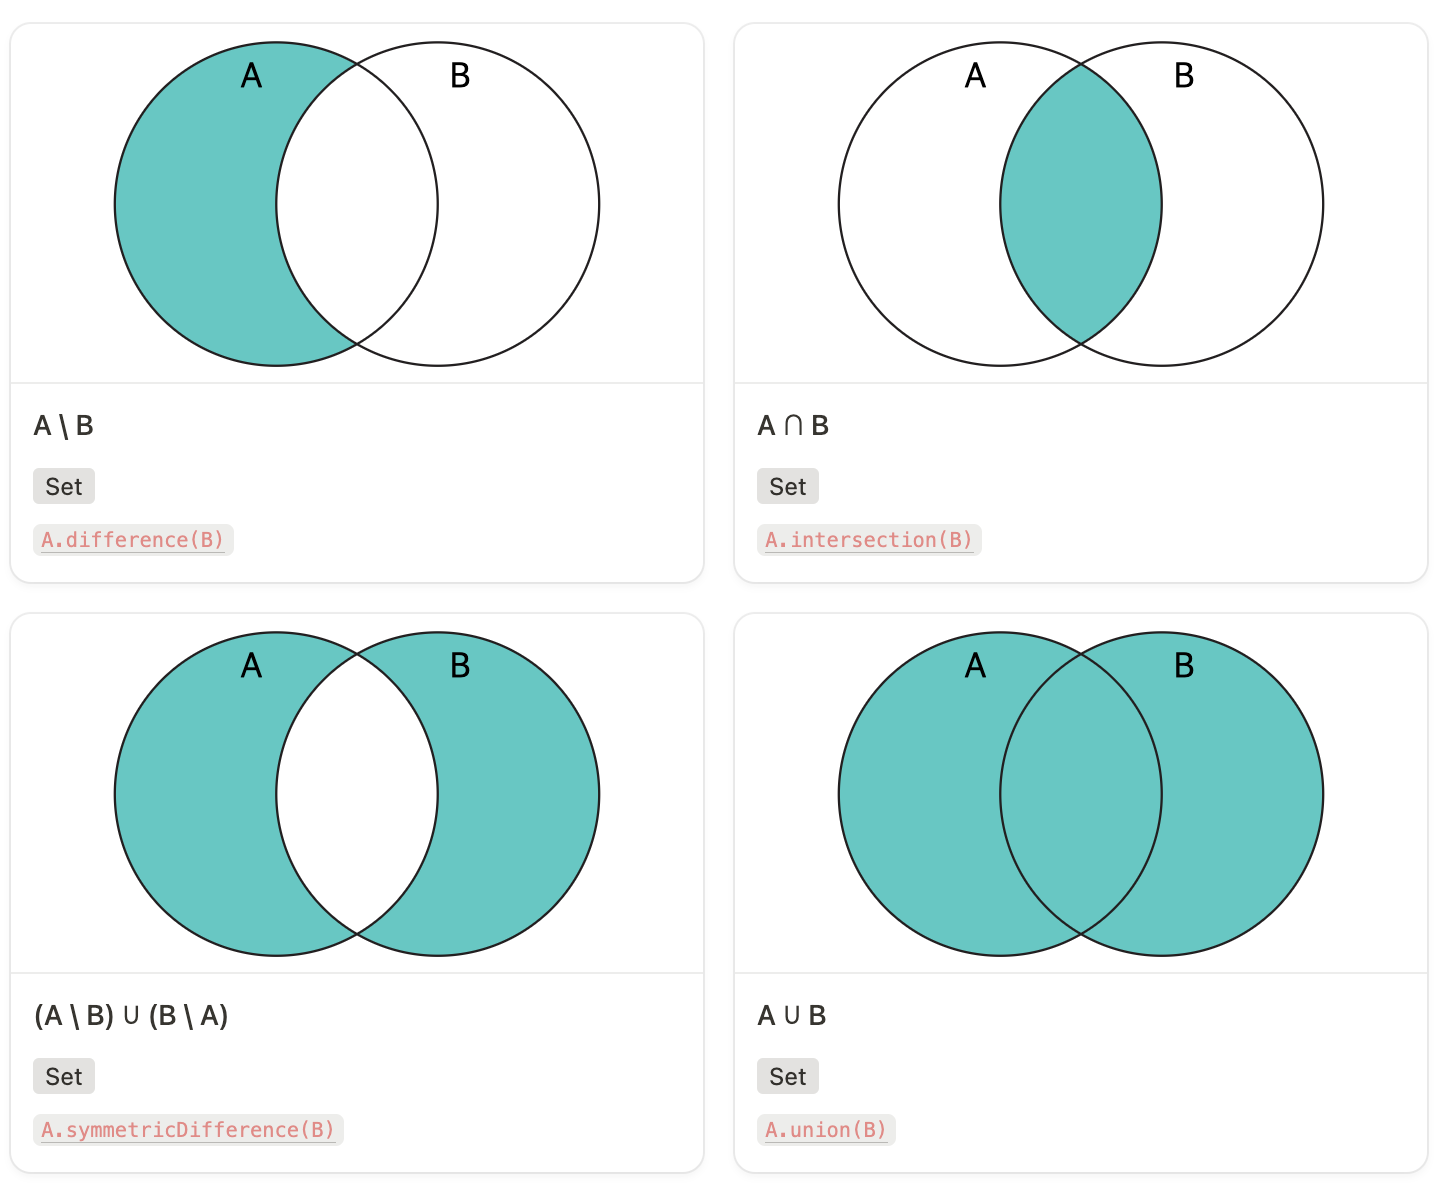 A B
A \ B
Set
A.difference(B)
A B
A ∩ B
Set
A.intersection(B)
A B
(A \ B) ∪ (B \ A)
Set
A.symmetricDifference(B)
A B
A ∪ B
Set
A.union(B)